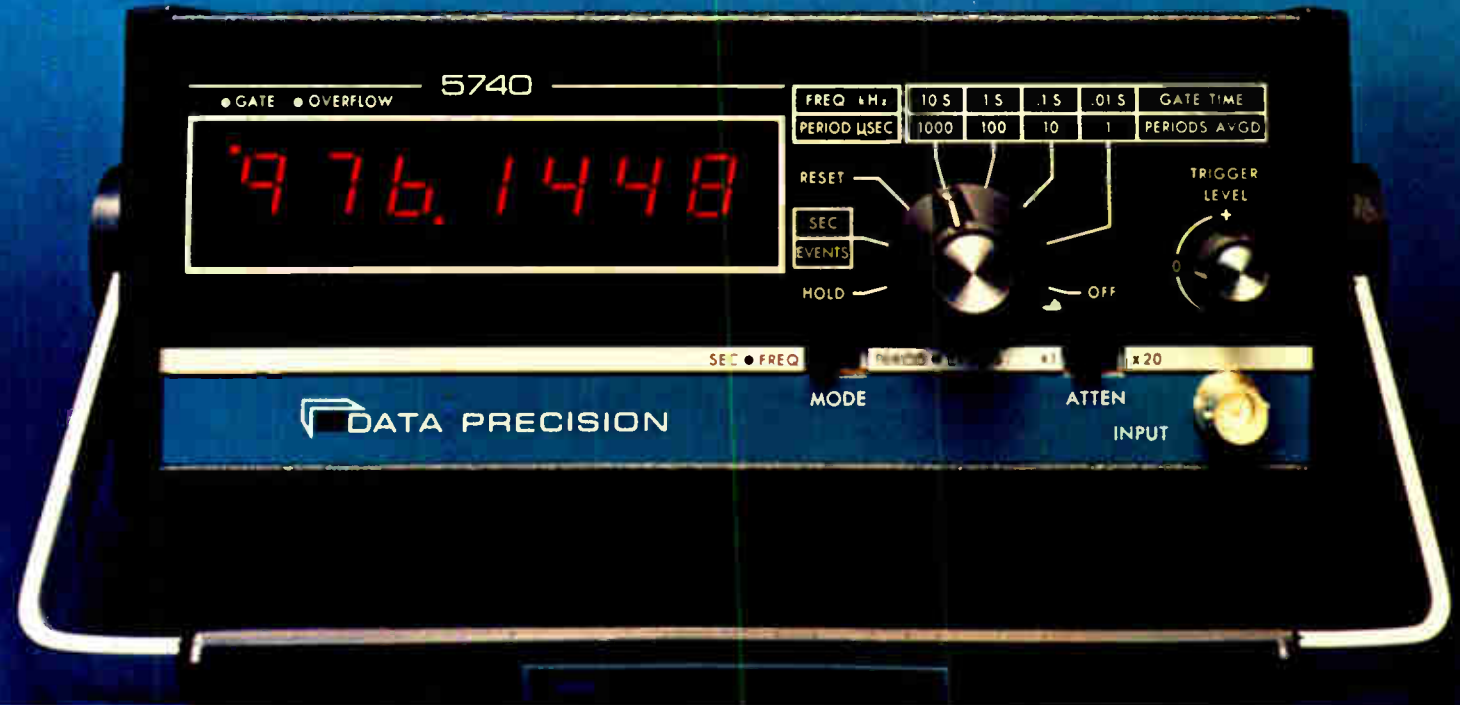 5740
GATE OVERFLOW
976.1448
FREQ kHz 10 S 1 S .1 S .01 S GATE TIME
PERIOD µSEC 1000 100 10 1 PERIODS AVGD
RESET
SEC
EVENTS
HOLD
OFF
TRIGGER
LEVEL
+
0
SEC ● FREQ
x1
x20
MODE
ATTEN
INPUT
DATA PRECISION